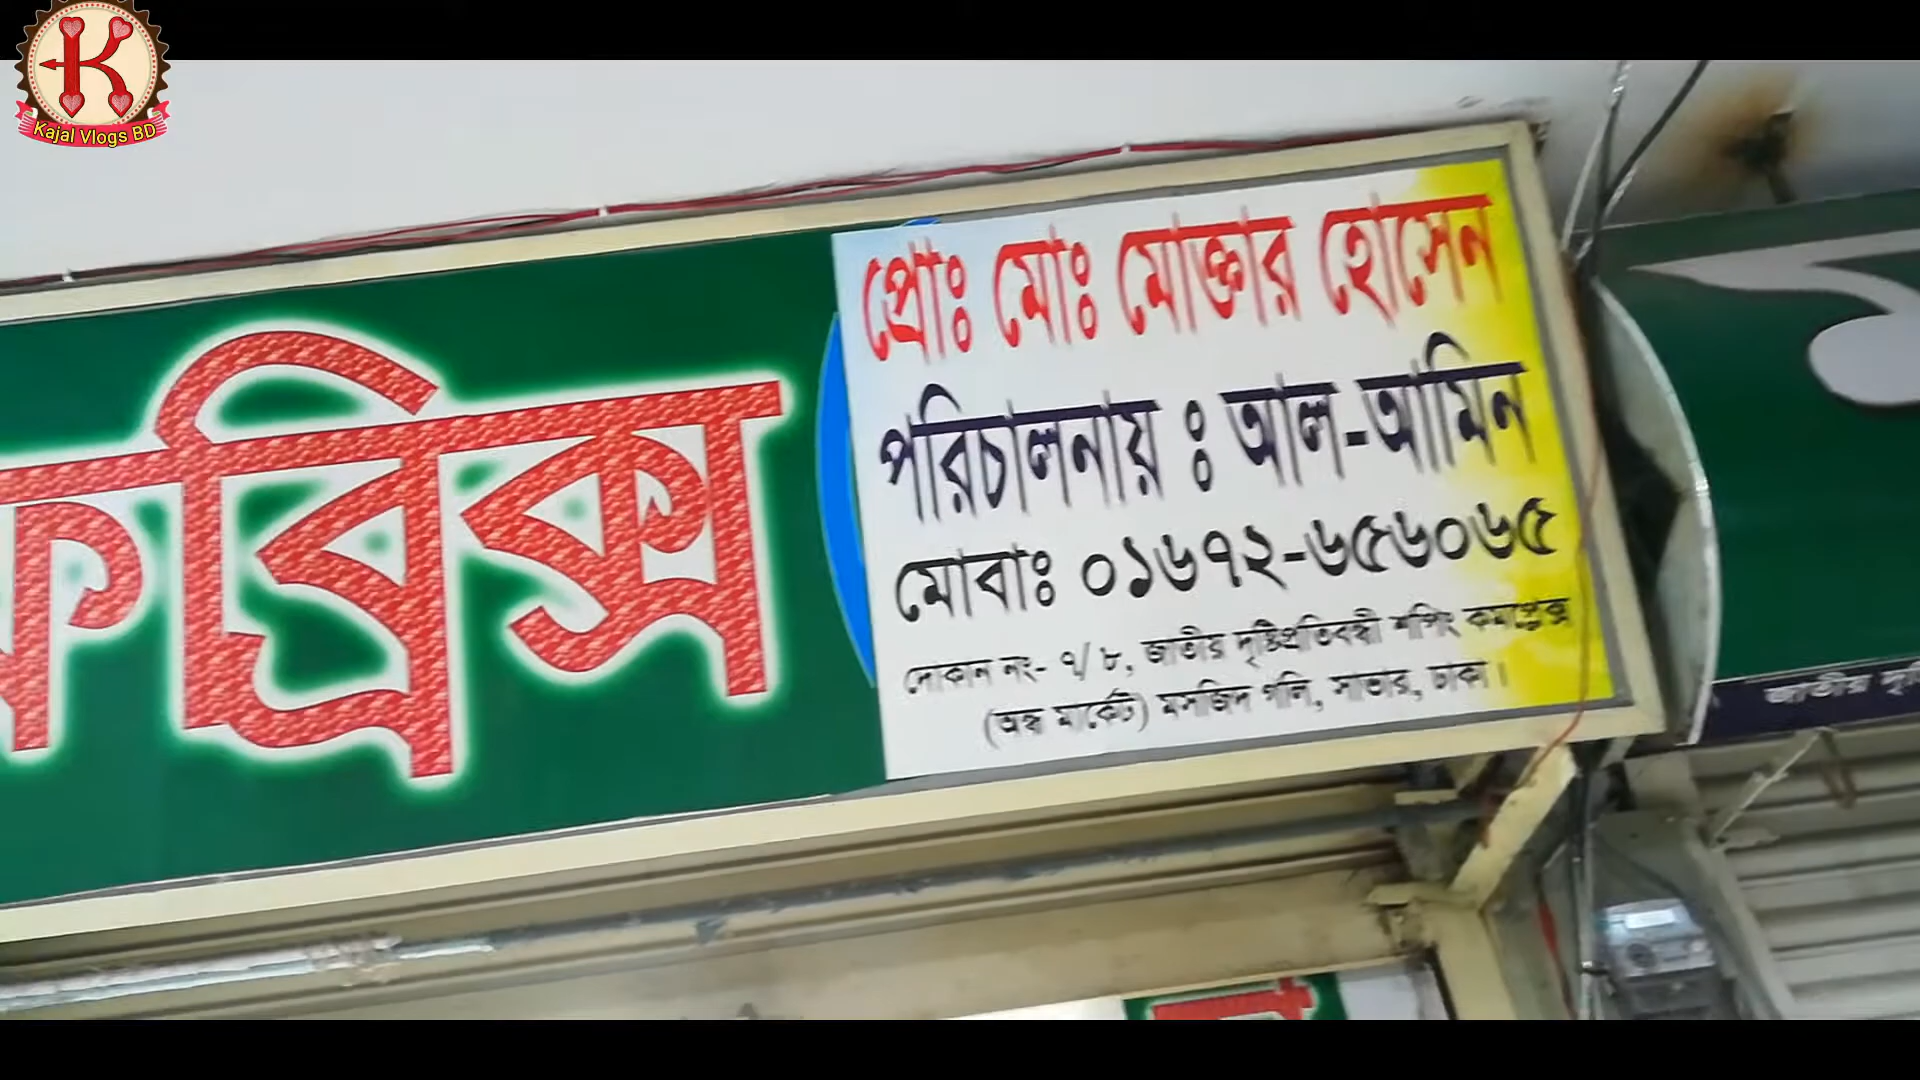 Kajal Vlogs BD
ফেব্রিক্স
প্রোঃ মোঃ মোক্তার হোসেন
পরিচালনায় ঃ আল-আমিন
মোবাঃ ০১৬৭২-৬৫৬০৬৫
দোকান নং- ৭/৮, জাতীয় দৃষ্টিপ্রতিবন্ধী শপিং কমপ্লেক্স
(অন্ধ মার্কেট) মসজিদ গলি, সাভার, ঢাকা।
জাতীয়